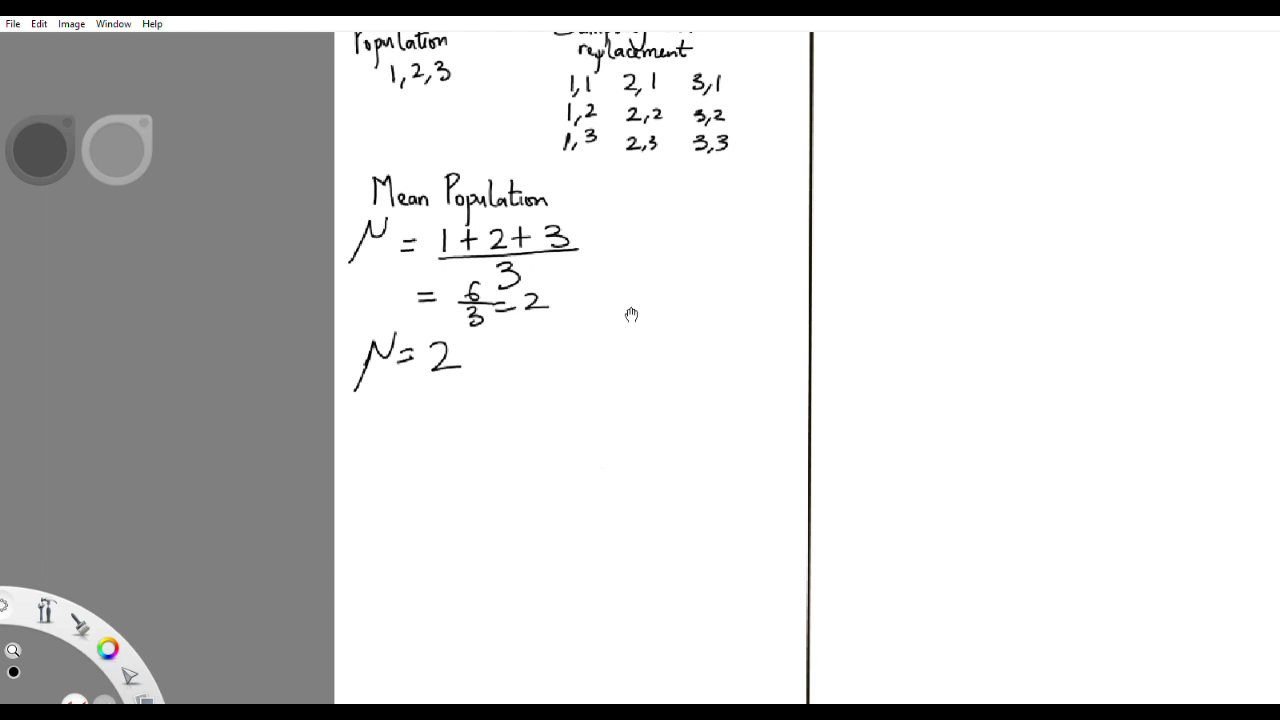 File Edit Image Window Help
Population
1,2,3
replacement
1,1 2,1 3,1
1,2 2,2 3,2
1,3 2,3 3,3
Mean Population
μ = 1+2+3
3
= 6/3 = 2
μ = 2